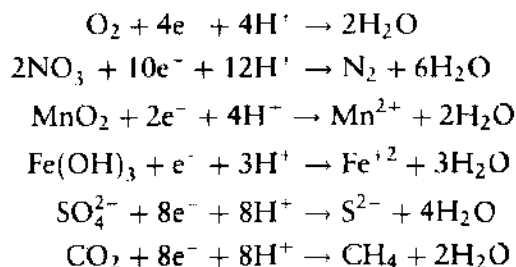 O₂ + 4e + 4H⁺ → 2H₂O
2NO₃ + 10e⁻ + 12H⁺ → N₂ + 6H₂O
MnO₂ + 2e⁻ + 4H⁺ → Mn²⁺ + 2H₂O
Fe(OH)₃ + e⁻ + 3H⁺ → Fe⁺² + 3H₂O
SO₄²⁻ + 8e⁻ + 8H⁺ → S²⁻ + 4H₂O
CO₂ + 8e⁻ + 8H⁺ → CH₄ + 2H₂O